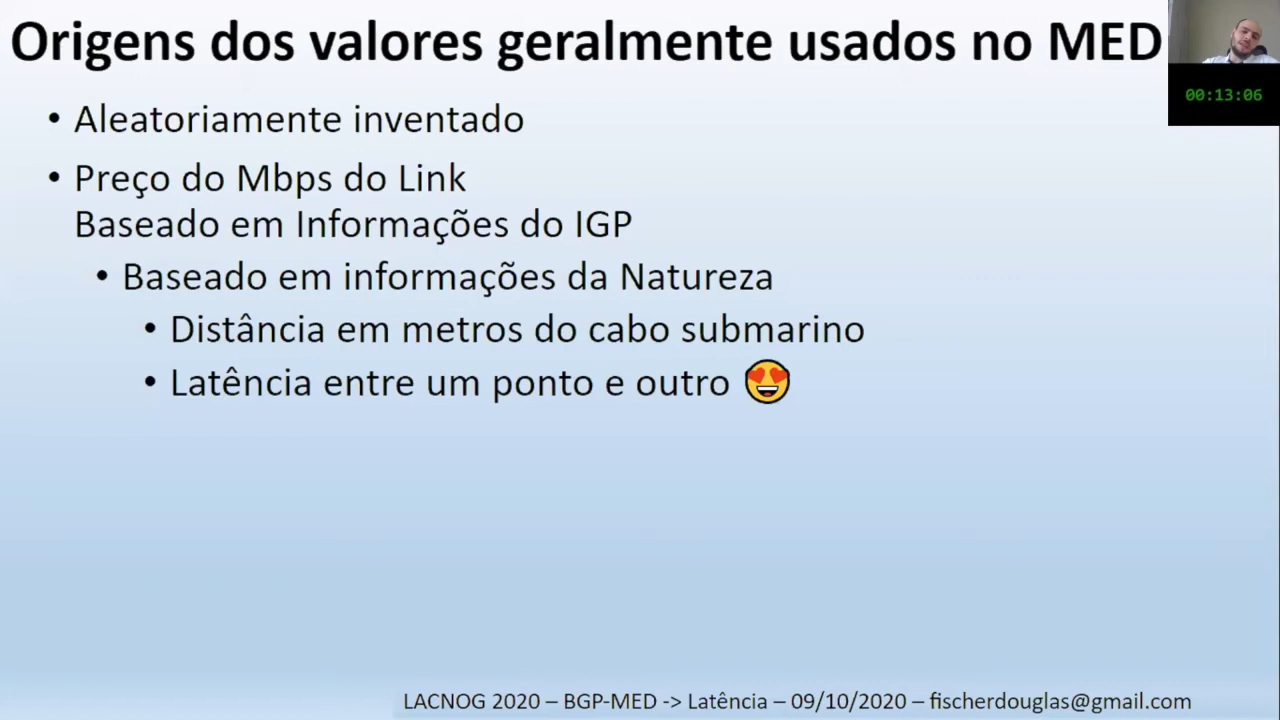 Origens dos valores geralmente usados no MED
00:13:06
• Aleatoriamente inventado
• Preço do Mbps do Link
Baseado em Informações do IGP
• Baseado em informações da Natureza
• Distância em metros do cabo submarino
• Latência entre um ponto e outro 😍
LACNOG 2020 – BGP-MED -> Latência – 09/10/2020 – fischerdouglas@gmail.com